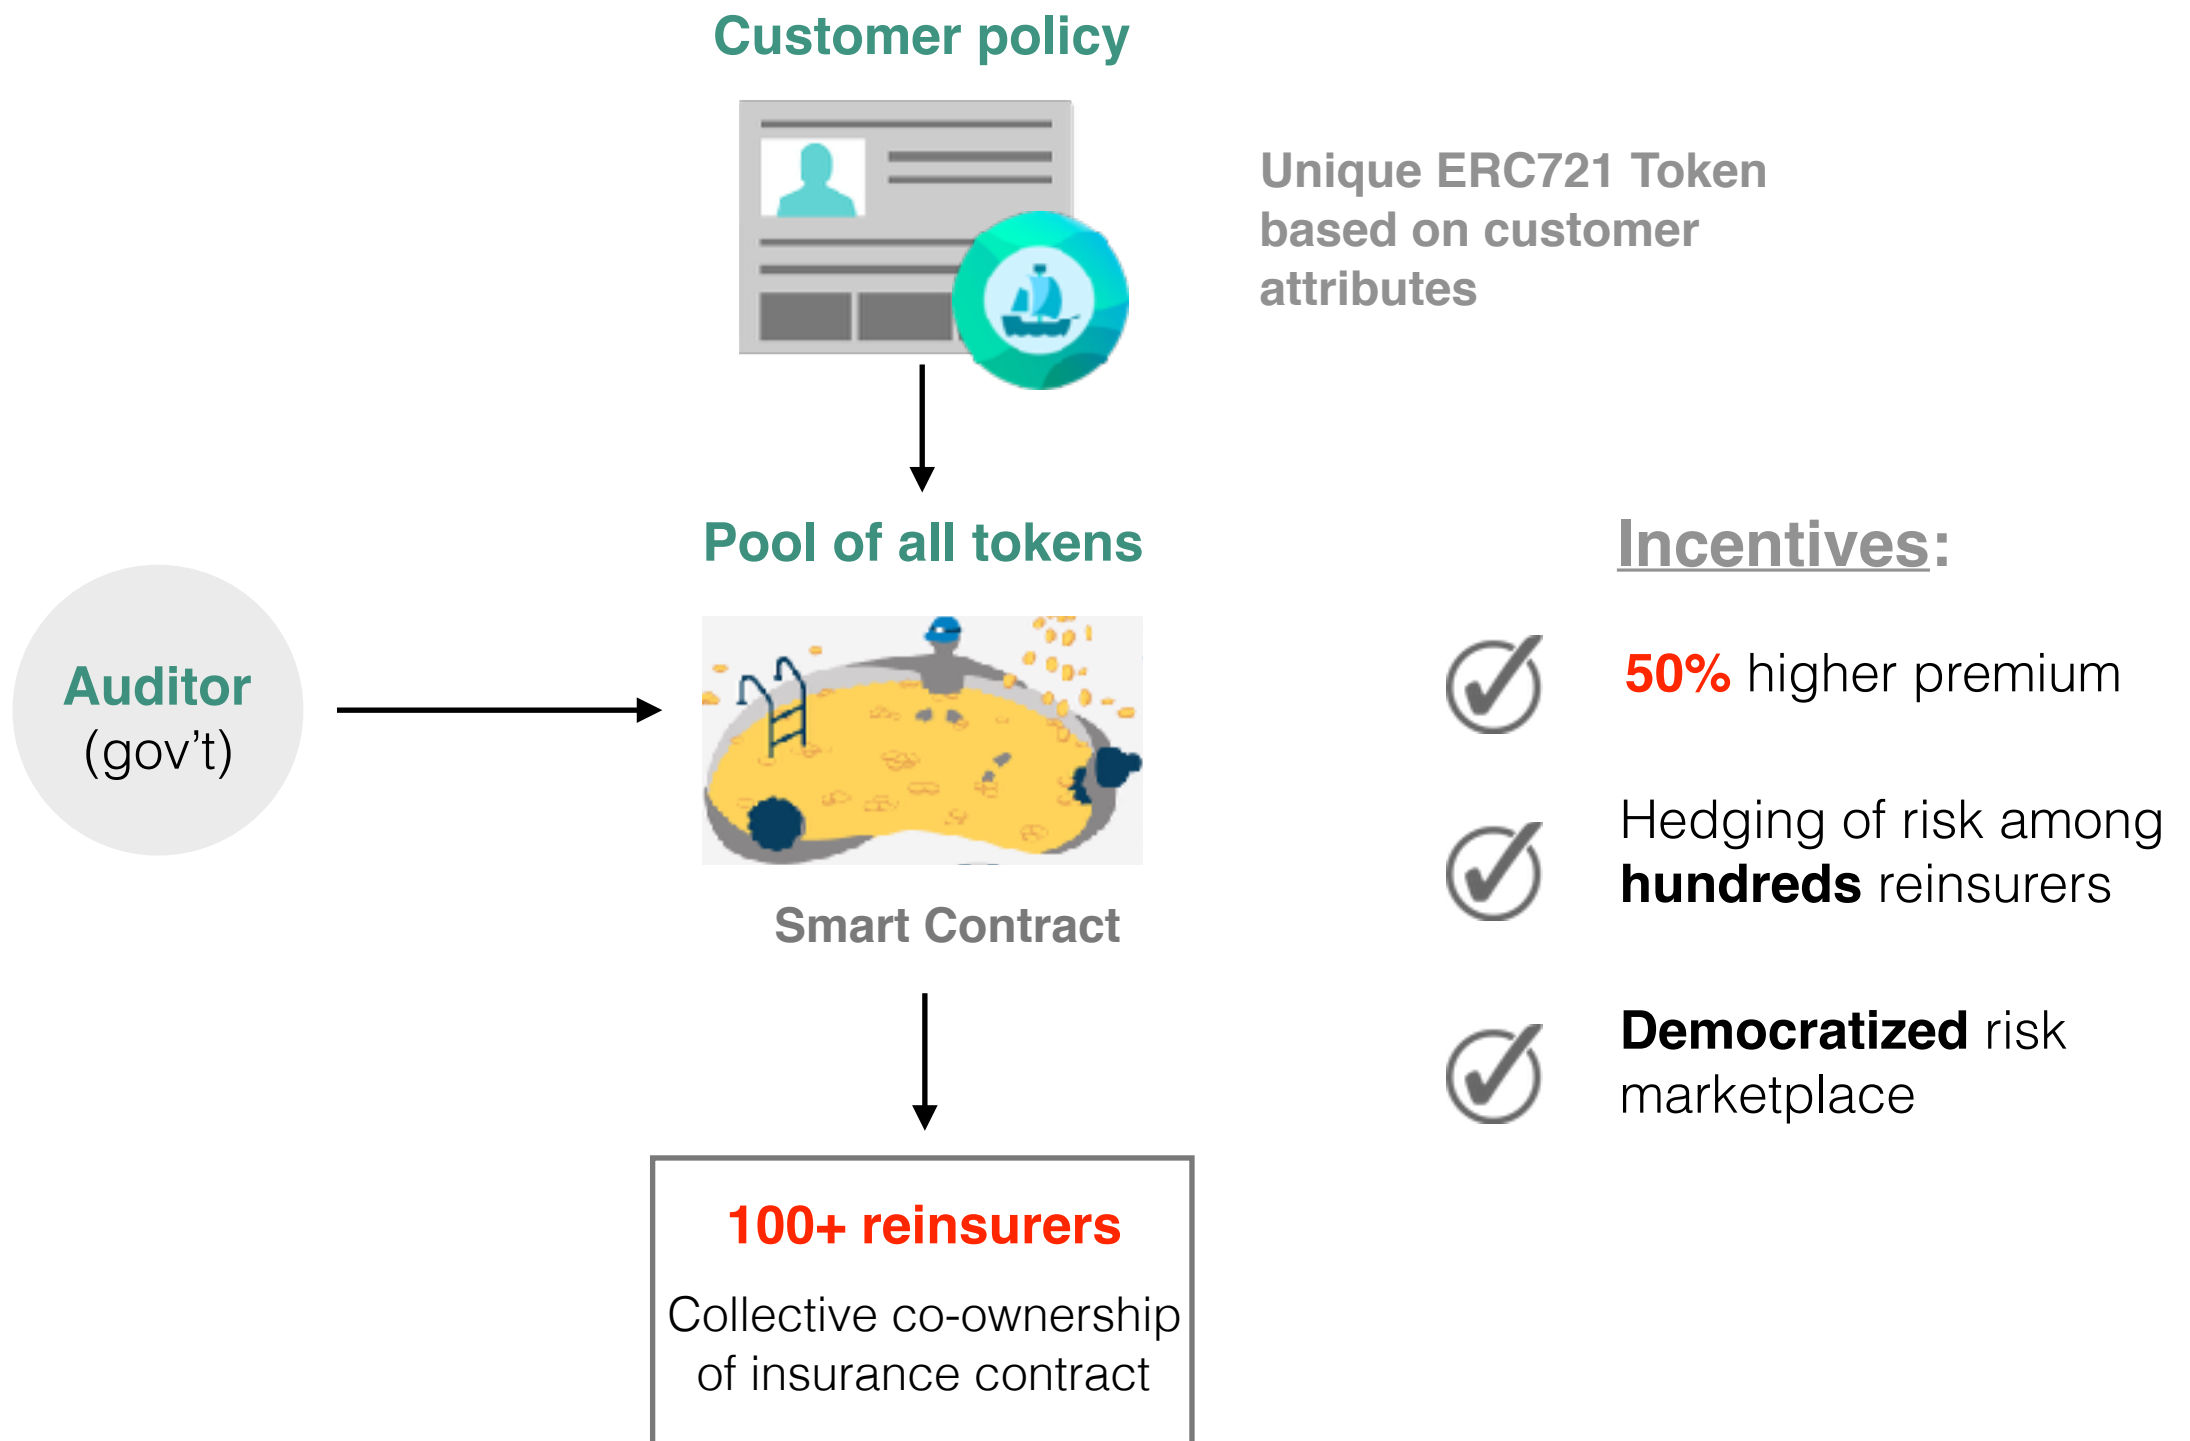 Customer policy
Unique ERC721 Token
based on customer
attributes
Pool of all tokens
Auditor
(gov’t)
Smart Contract
100+ reinsurers
Collective co-ownership
of insurance contract
Incentives:
50% higher premium
Hedging of risk among
hundreds reinsurers
Democratized risk
marketplace